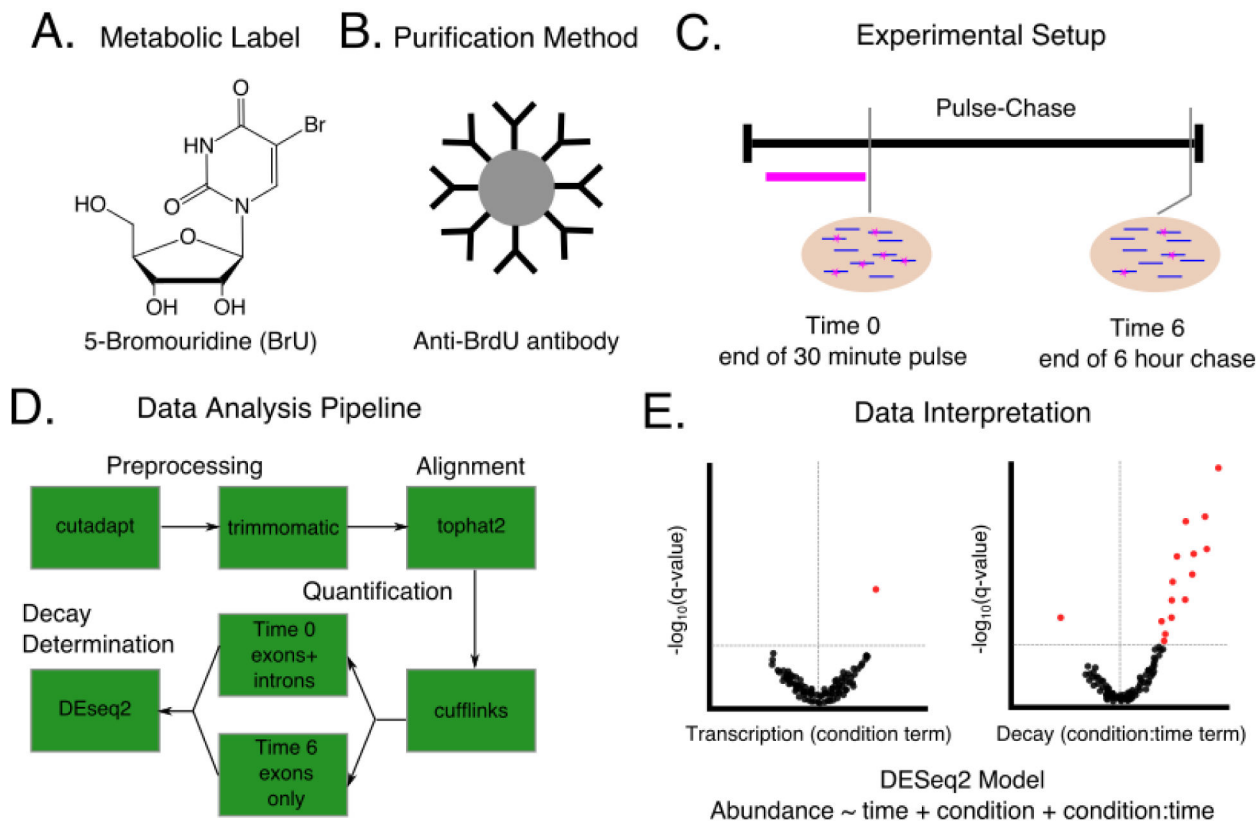 A. Metabolic Label
O
Br
NH
O
N
HO
O
OH
OH
5-Bromouridine (BrU)
B. Purification Method
Anti-BrdU antibody
C. Experimental Setup
Pulse-Chase
Time 0
end of 30 minute pulse
Time 6
end of 6 hour chase
D. Data Analysis Pipeline
Preprocessing
Alignment
cutadapt
trimmomatic
tophat2
Quantification
Decay
Determination
Time 0
exons+
introns
DEseq2
cufflinks
Time 6
exons
only
E. Data Interpretation
-log10(q-value)
Transcription (condition term)
-log10(q-value)
Decay (condition:time term)
DESeq2 Model
Abundance ~ time + condition + condition:time